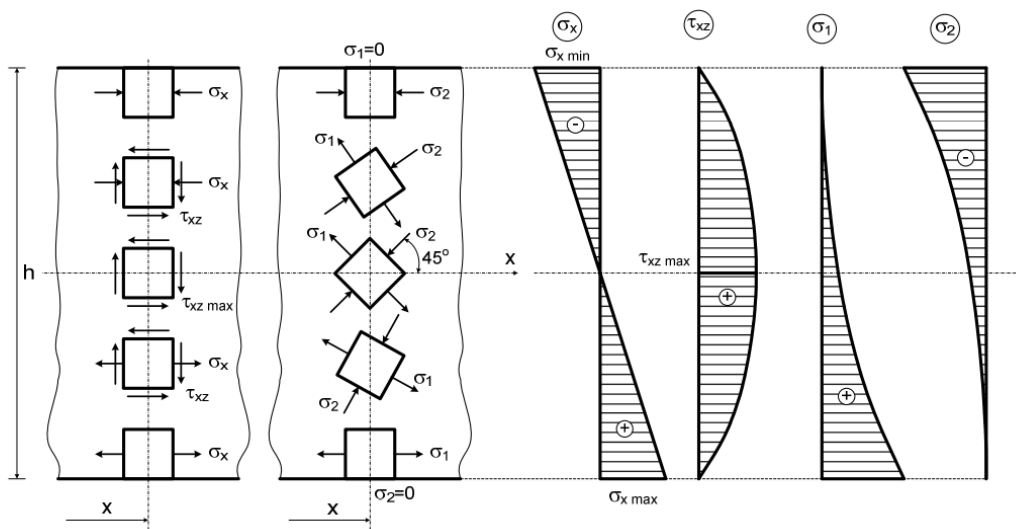 σx
τxz
σ1
σ2
σ1=0
σx min
σx
σ2
-
σ1
σ2
-
σx
τxz
σ1
σ2
45°
h
x
τxz max
τxz max
+
σx
τxz
σ1
σ2
+
+
σx
σ1
σ2=0
σx max
x
x